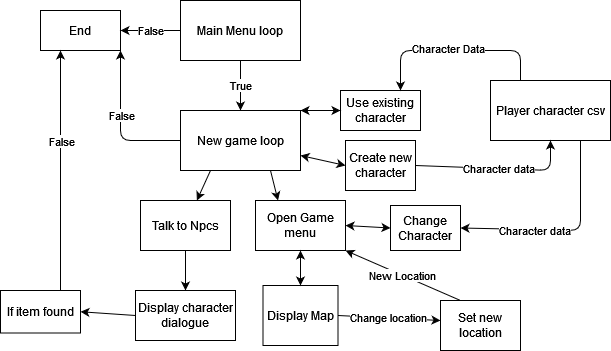 End
False
Main Menu loop
True
Character Data
Use existing
character
Player character csv
False
False
New game loop
Create new
character
Character data
Talk to Npcs
Open Game
menu
Change
Character
Character data
New Location
If item found
Display character
dialogue
Display Map
Change location
Set new
location